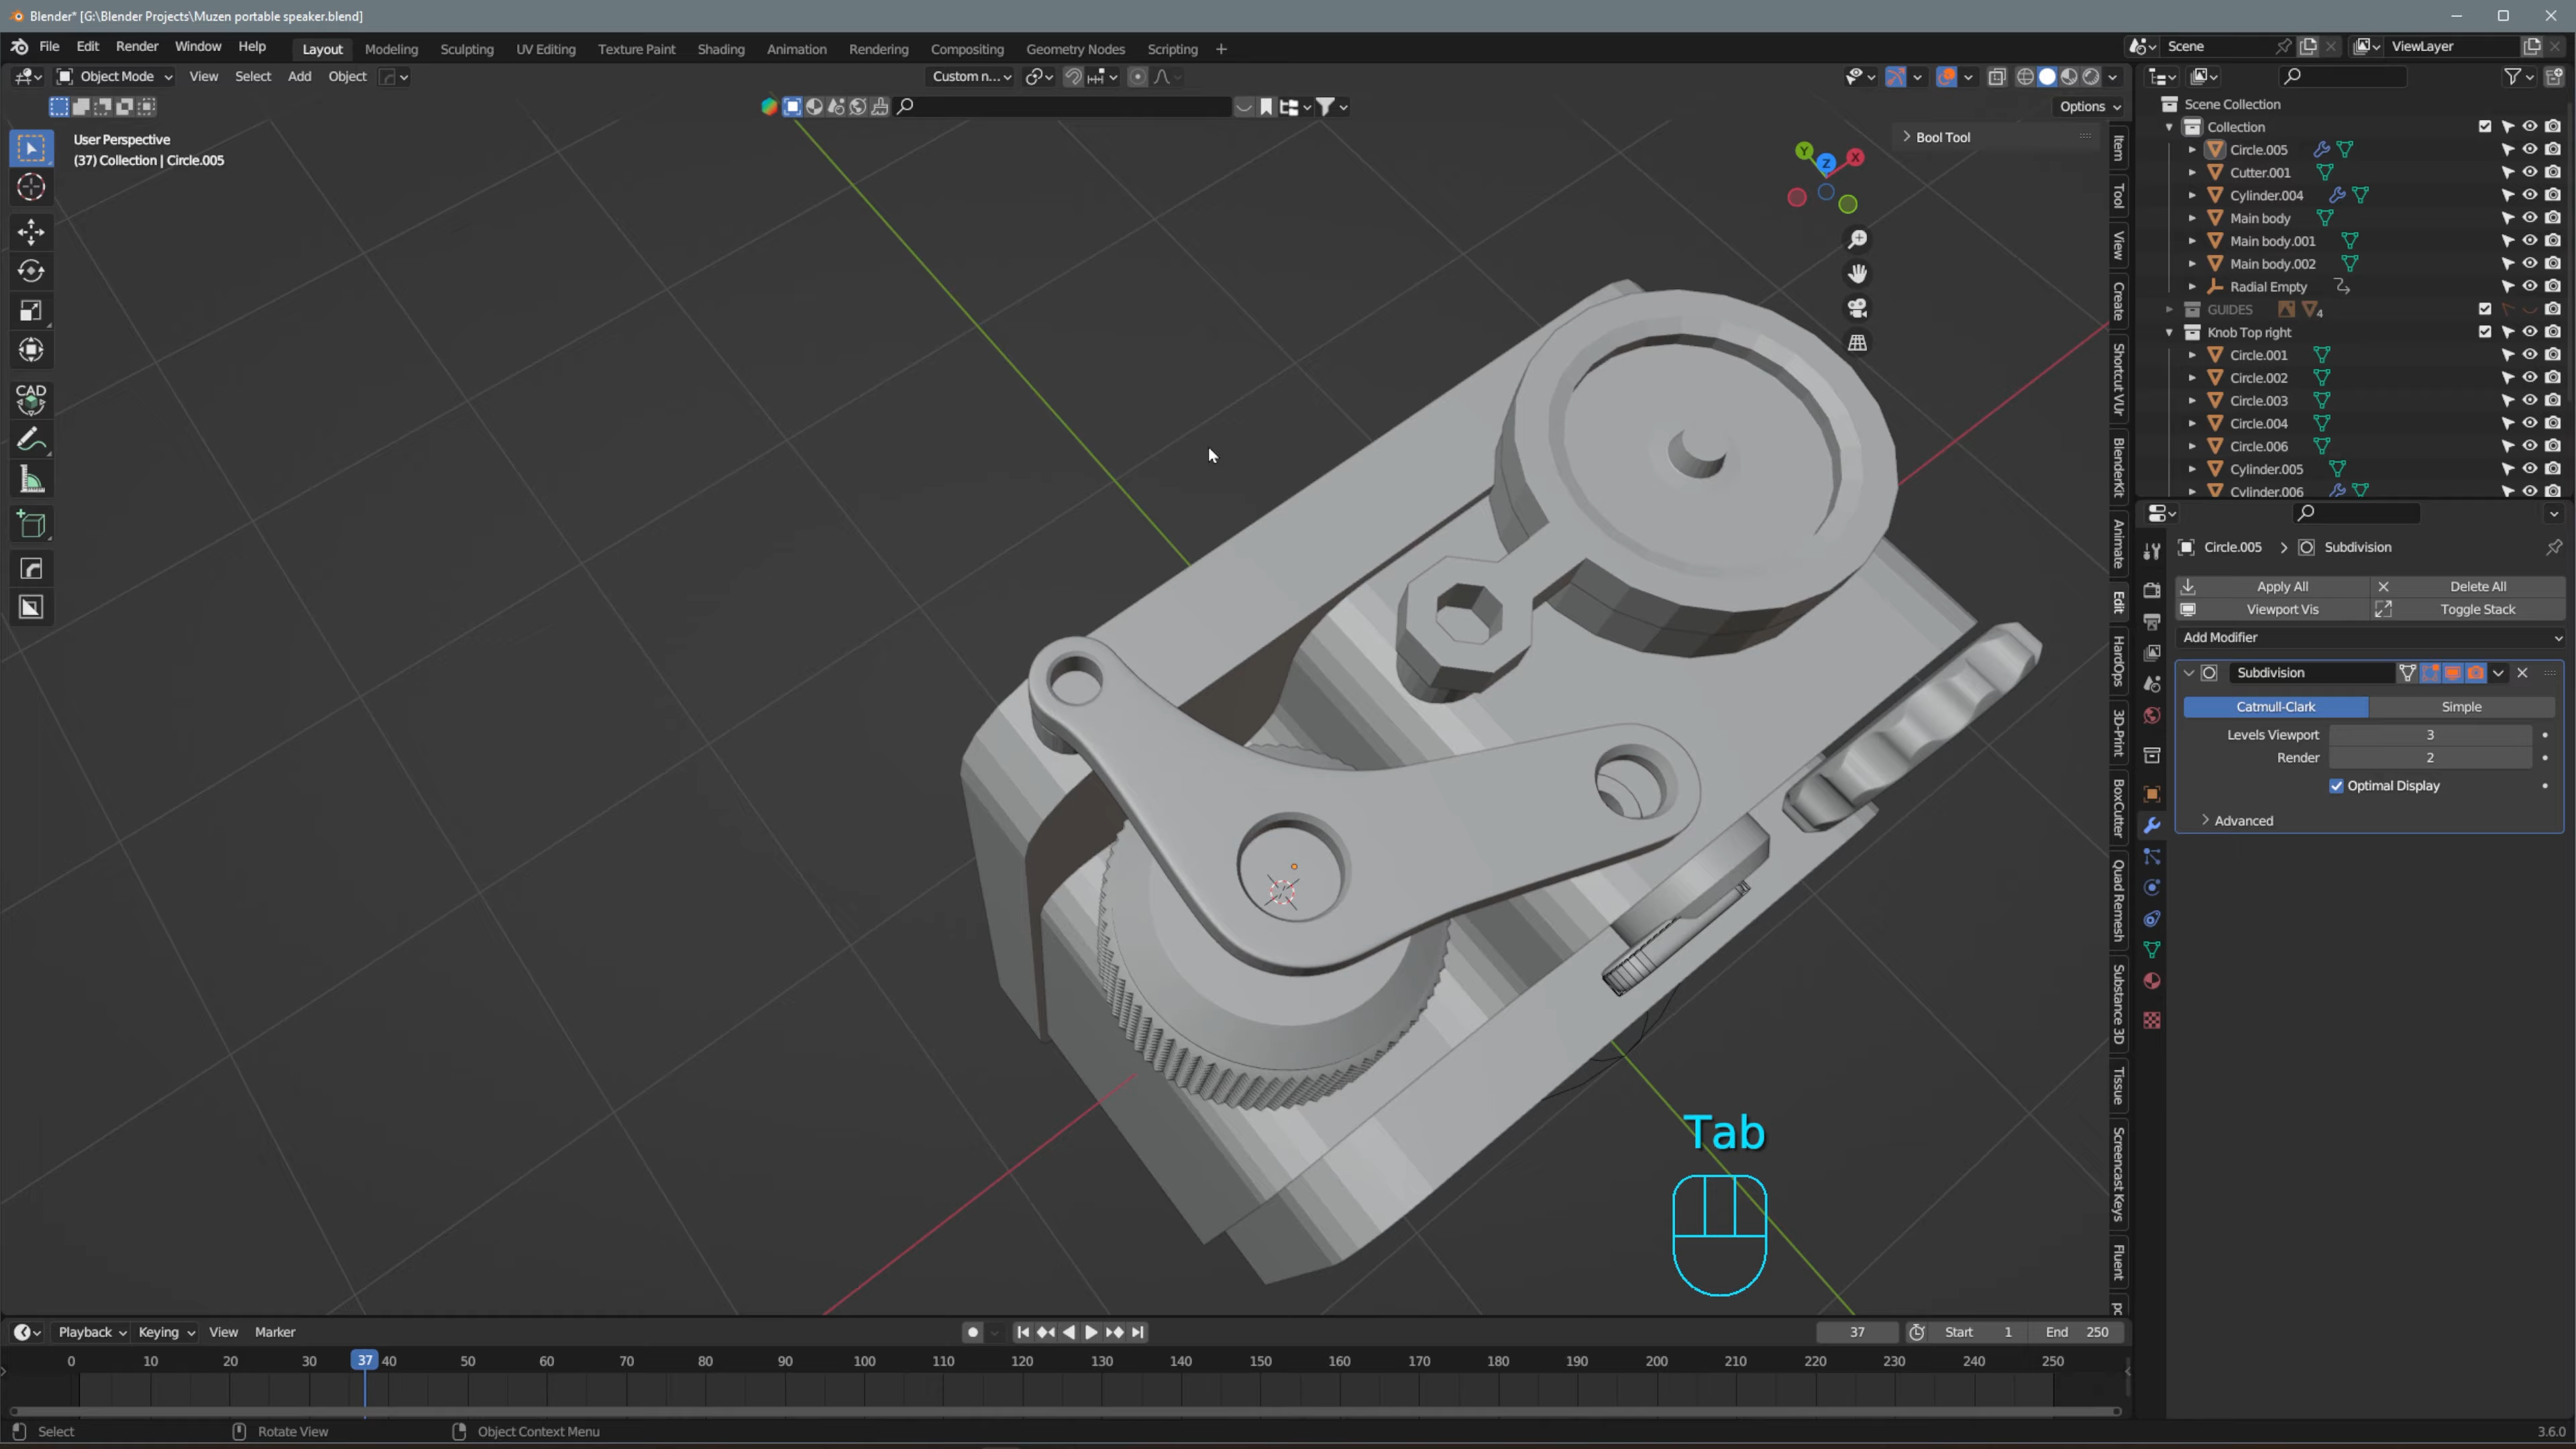 Blender* [G:\Blender Projects\Muzen portable speaker.blend]
File Edit Render Window Help Layout Modeling Sculpting UV Editing Texture Paint Shading Animation Rendering Compositing Geometry Nodes Scripting + Scene ViewLayer
Object Mode View Select Add Object Custom n...
Options
User Perspective
(37) Collection | Circle.005
Bool Tool
Y X Z
CAD
Item
Tool
View
Create
Shortcut VUr
BlenderKit
Animate
Edit
HardOps
3D-Print
BoxCutter
Quad Remesh
Substance 3D
Tissue
Screencast Keys
Fluent
Scene Collection
Collection
Circle.005
Cutter.001
Cylinder.004
Main body
Main body.001
Main body.002
Radial Empty
GUIDES 4
Knob Top right
Circle.001
Circle.002
Circle.003
Circle.004
Circle.006
Cylinder.005
Cylinder.006
Circle.005 > Subdivision
Apply All Delete All
Viewport Vis Toggle Stack
Add Modifier
Subdivision
Catmull-Clark Simple
Levels Viewport 3
Render 2
Optimal Display
Advanced
Tab
Playback Keying View Marker 37 Start 1 End 250
0 10 20 30 37 40 50 60 70 80 90 100 110 120 130 140 150 160 170 180 190 200 210 220 230 240 250
Select Rotate View Object Context Menu 3.6.0